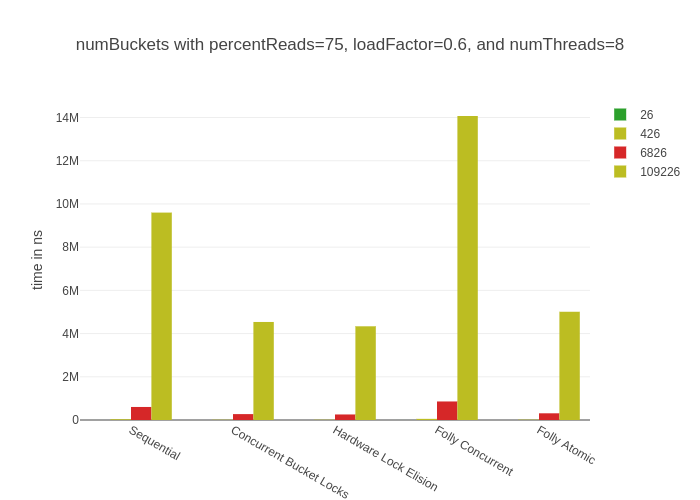 numBuckets with percentReads=75, loadFactor=0.6, and numThreads=8
26
426
6826
109226
14M
12M
10M
8M
6M
4M
2M
0
time in ns
Sequential
Concurrent Bucket Locks
Hardware Lock Elision
Folly Concurrent
Folly Atomic